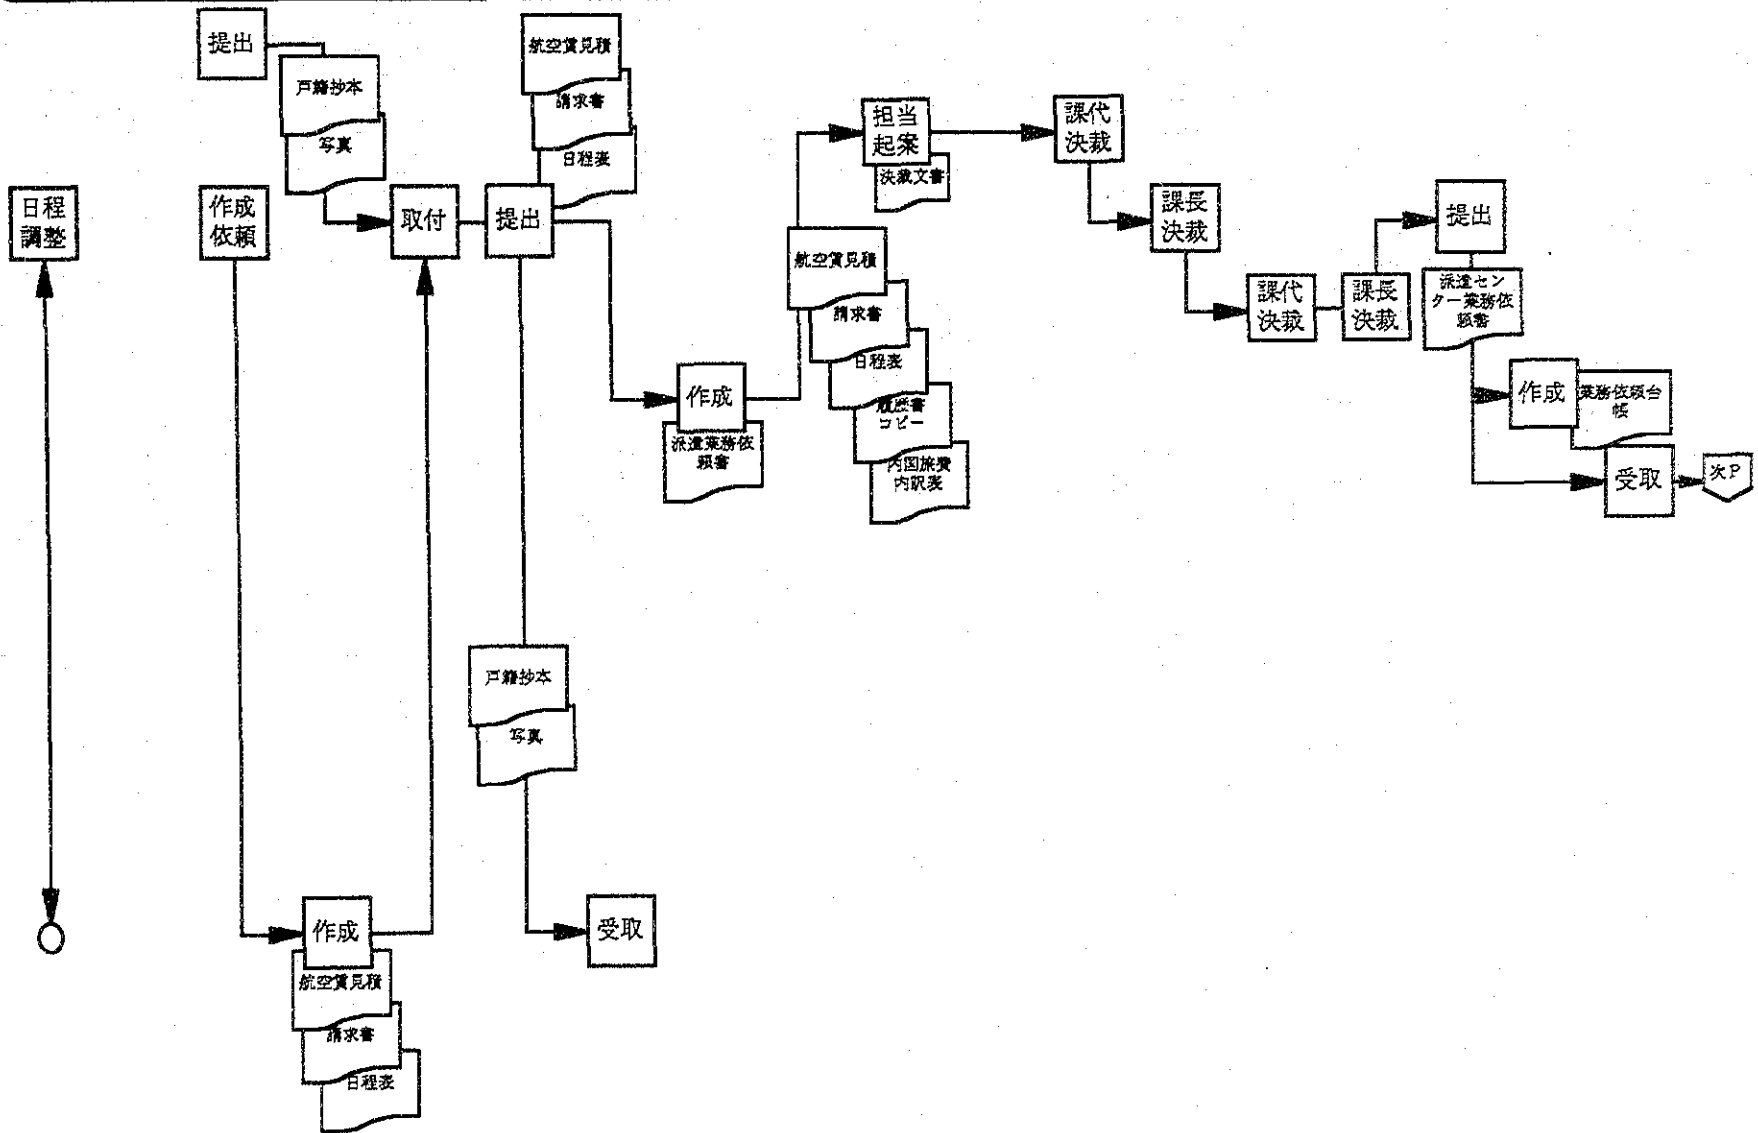 提出
戸籍抄本
写真
航空賃見積
請求書
日程表
日程
調整
作成
依頼
取付
提出
担当
起案
決裁文書
課代
決裁
課長
決裁
課代
決裁
課長
決裁
提出
派遣セン
ター業務依
頼書
航空賃見積
請求書
日程表
履歴書
コピー
内国旅費
内訳表
作成
派遣業務依
頼書
作成
業務依頼台
帳
受取
次P
戸籍抄本
写真
受取
作成
航空賃見積
請求書
日程表